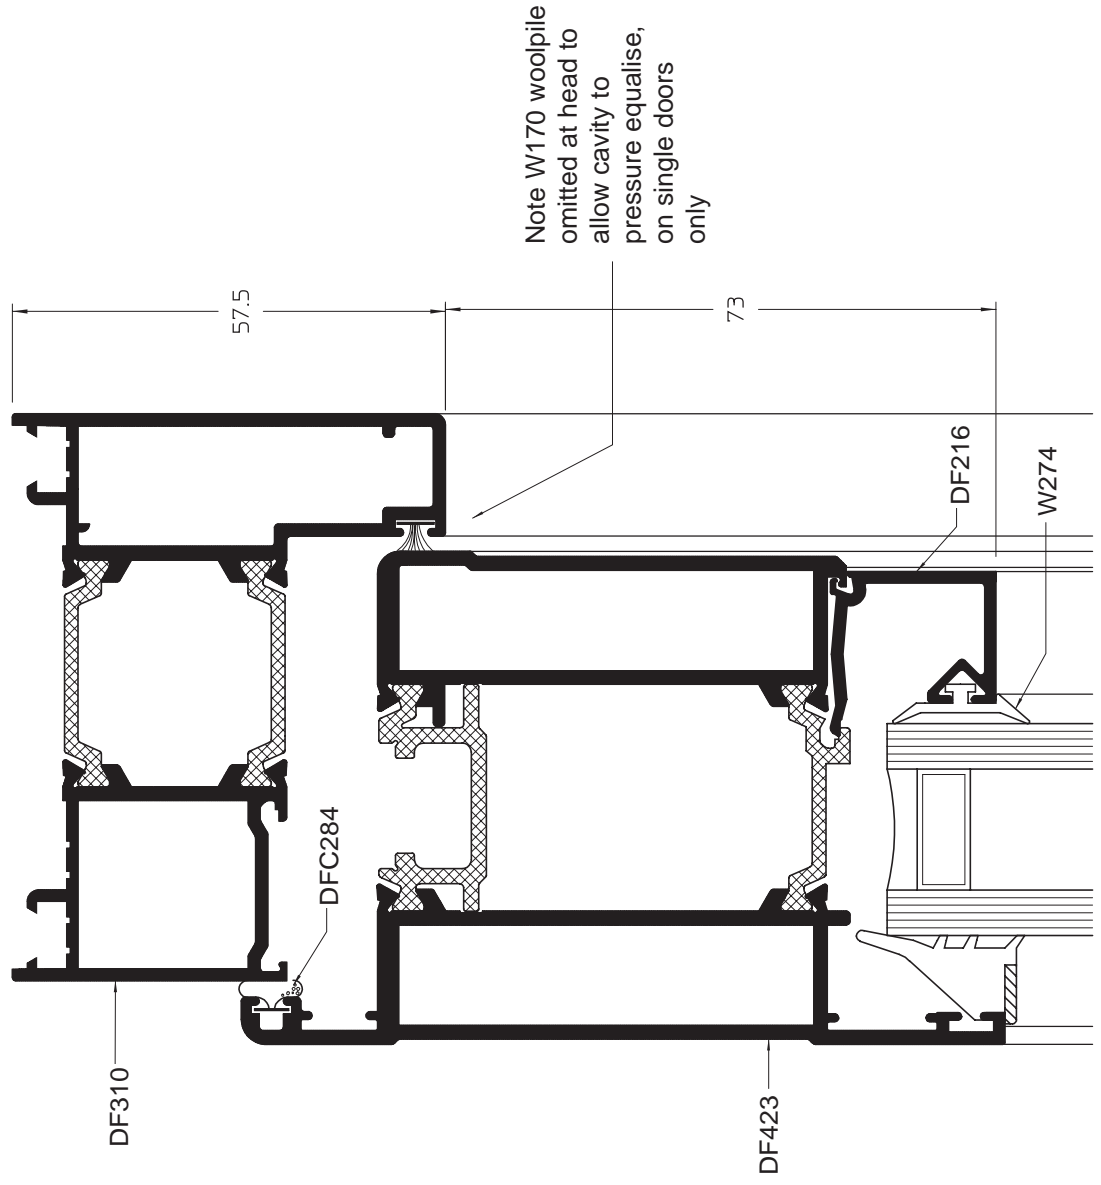 Note W170 woolpile
omitted at head to
allow cavity to
pressure equalise,
on single doors
only
57.5
73
DF216
W274
DFC284
DF310
DF423